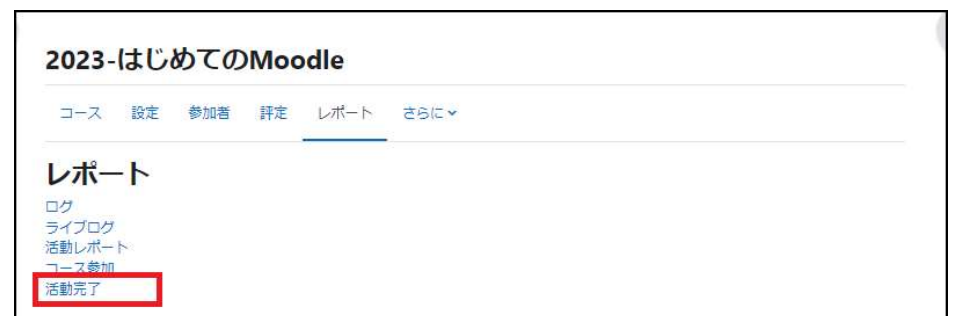 2023-はじめてのMoodle
コース 設定 参加者 評定 レポート さらに
レポート
ログ
ライブログ
活動レポート
コース参加
活動完了